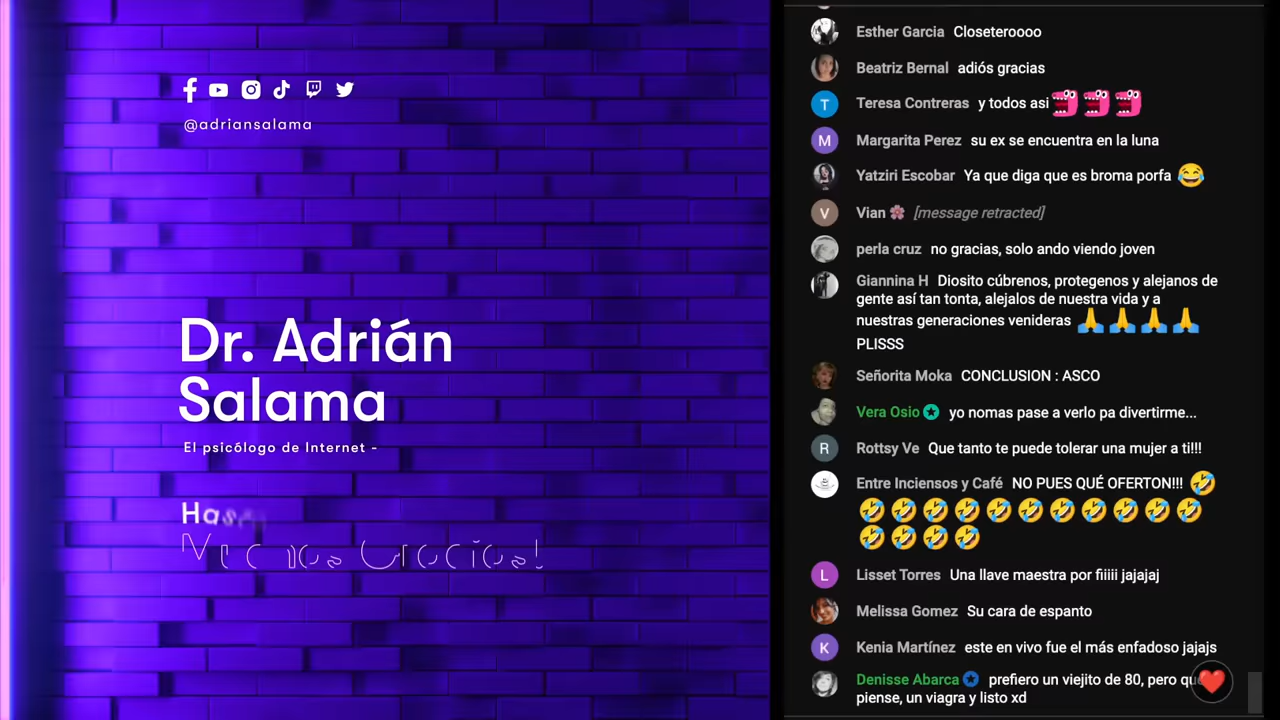 @adriansalama
Dr. Adrián
Salama
El psicólogo de Internet -
Esther Garcia Closeteroooo
Beatriz Bernal adiós gracias
T Teresa Contreras y todos asi
M Margarita Perez su ex se encuentra en la luna
Yatziri Escobar Ya que diga que es broma porfa 😂
V Vian 🌸 [message retracted]
perla cruz no gracias, solo ando viendo joven
Giannina H Diosito cúbrenos, protegenos y alejanos de
gente así tan tonta, alejalos de nuestra vida y a
nuestras generaciones venideras 🙏🙏🙏🙏
PLISSS
Señorita Moka CONCLUSION : ASCO
Vera Osio yo nomas pase a verlo pa divertirme...
R Rottsy Ve Que tanto te puede tolerar una mujer a ti!!!
Entre Inciensos y Café NO PUES QUÉ OFERTON!!! 🤣
🤣🤣🤣🤣🤣🤣🤣🤣🤣🤣🤣
🤣🤣🤣🤣
L Lisset Torres Una llave maestra por fiiiii jajajaj
Melissa Gomez Su cara de espanto
K Kenia Martínez este en vivo fue el más enfadoso jajajs
Denisse Abarca prefiero un viejito de 80, pero que
piense, un viagra y listo xd